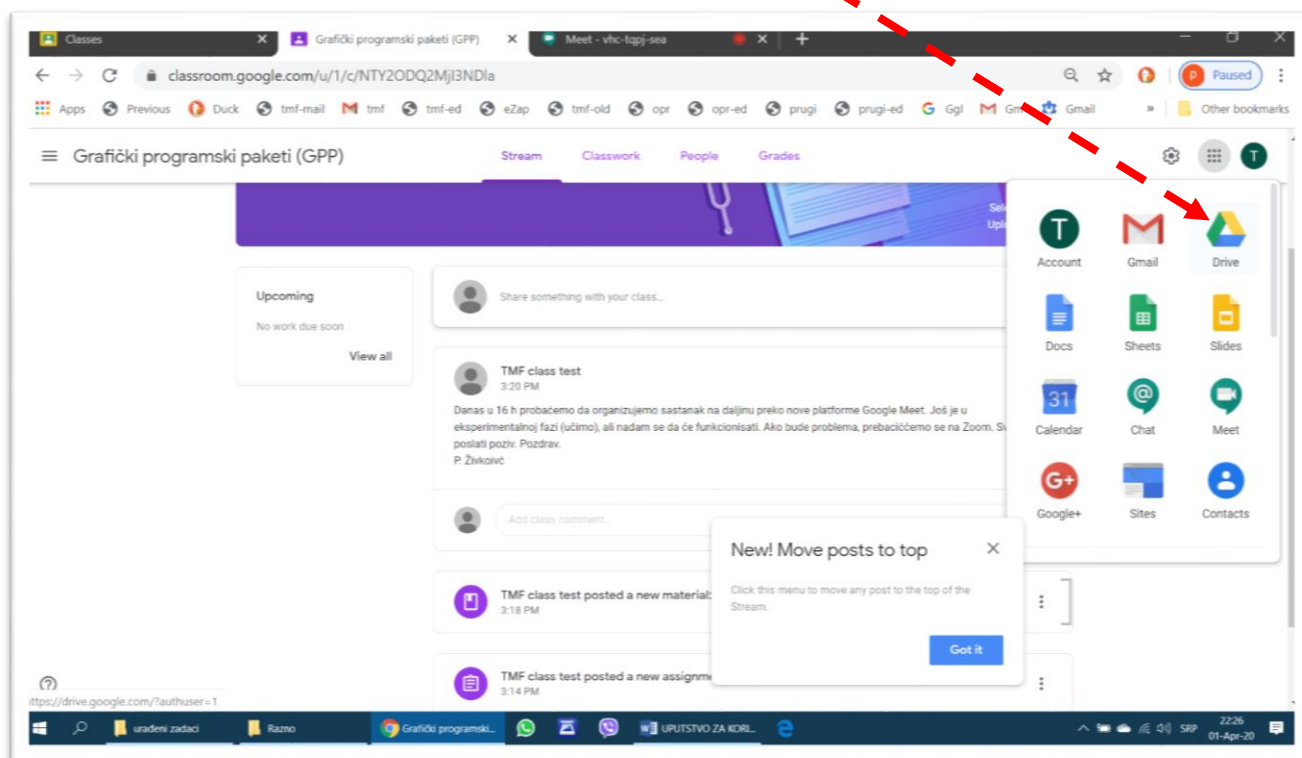 Classes
Grafički programski paketi (GPP)
Meet - vhc-tqpj-sea
classroom.google.com/u/1/c/NTY2ODQ2MjI3NDla
P Paused
Apps Previous Duck tmf-mail tmf tmf-ed eZap tmf-old opr opr-ed prugi prugi-ed Ggl Gmail » Other bookmarks
Grafički programski paketi (GPP)
Stream Classwork People Grades
T
Upcoming
No work due soon
View all
Share something with your class...
TMF class test
3:20 PM
Danas u 16 h probaćemo da organizujemo sastanak na daljinu preko nove platforme Google Meet. Još je u
eksperimentalnoj fazi (učimo), ali nadam se da će funkcionisati. Ako bude problema, prebaciććemo se na Zoom.
poslati poziv. Pozdrav.
P. Živkoivć
Add class comment...
TMF class test posted a new material:
3:18 PM
TMF class test posted a new assignm
3:14 PM
T
Account Gmail Drive
Docs Sheets Slides
31
Calendar Chat Meet
G+
Google+ Sites Contacts
New! Move posts to top
Click this menu to move any post to the top of the
Stream.
Got it
ttps://drive.google.com/?authuser=1
urađeni zadaci
Razno
Grafički programski...
UPUTSTVO ZA KORI...
SRP
22:26
01-Apr-20